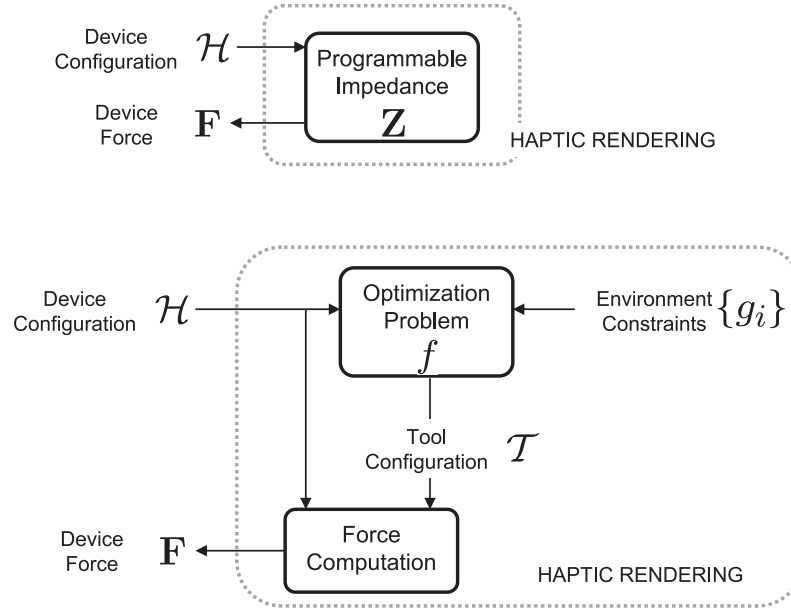 Device
Configuration ℋ
Programmable
Impedance
Z
Device
Force F
HAPTIC RENDERING
Device
Configuration ℋ
Optimization
Problem
f
Environment
Constraints {gᵢ}
Tool
Configuration 𝒯
Device
Force F
Force
Computation
HAPTIC RENDERING